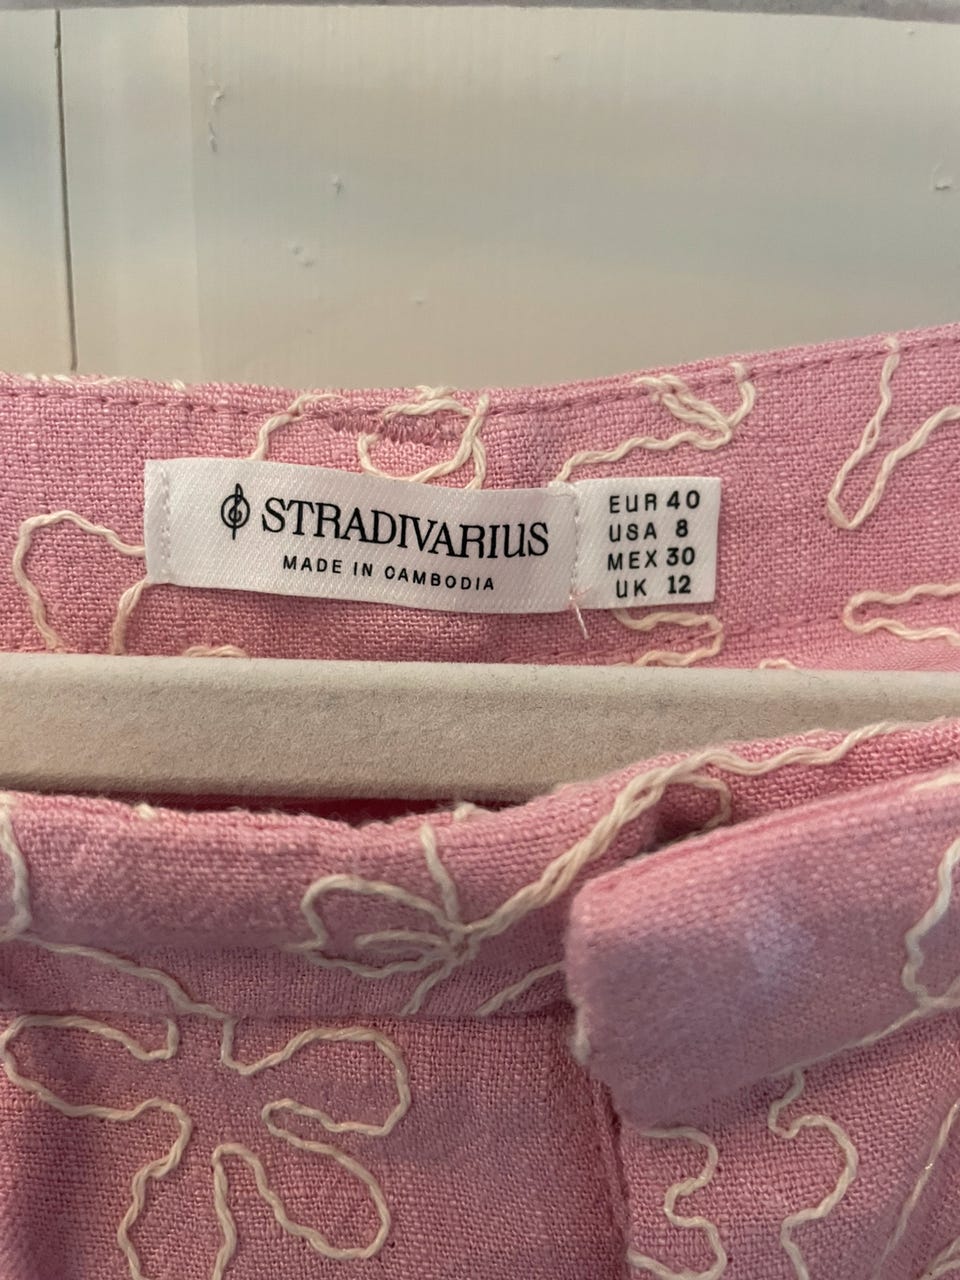 STRADIVARIUS
MADE IN CAMBODIA
EUR 40
USA 8
MEX 30
UK 12